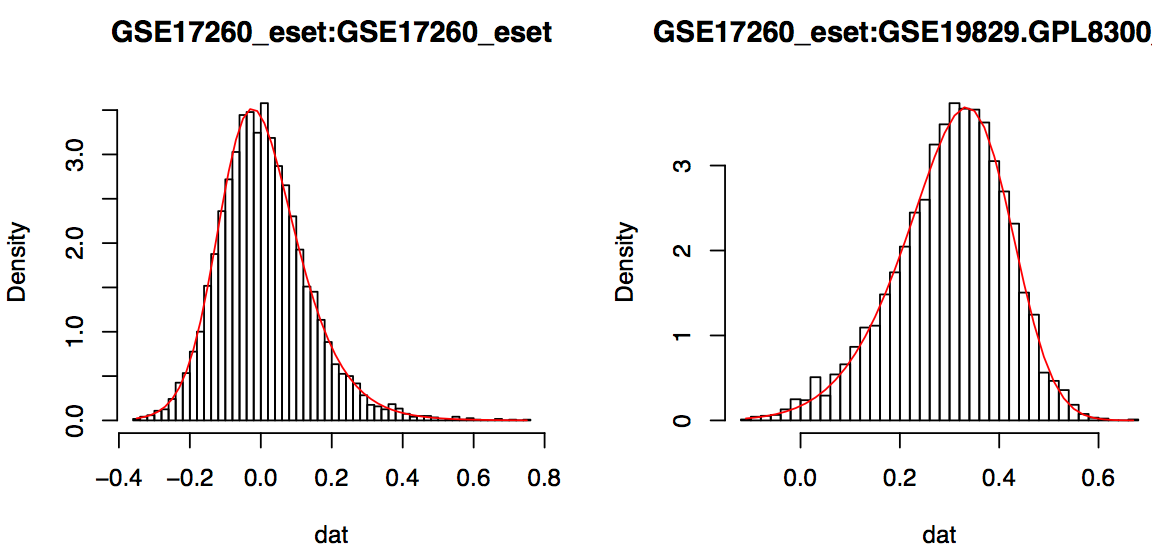 GSE17260_eset:GSE17260_eset
Density
0.0
1.0
2.0
3.0
−0.4 −0.2 0.0 0.2 0.4 0.6 0.8
dat
GSE17260_eset:GSE19829.GPL8300_
Density
0
1
2
3
0.0 0.2 0.4 0.6
dat